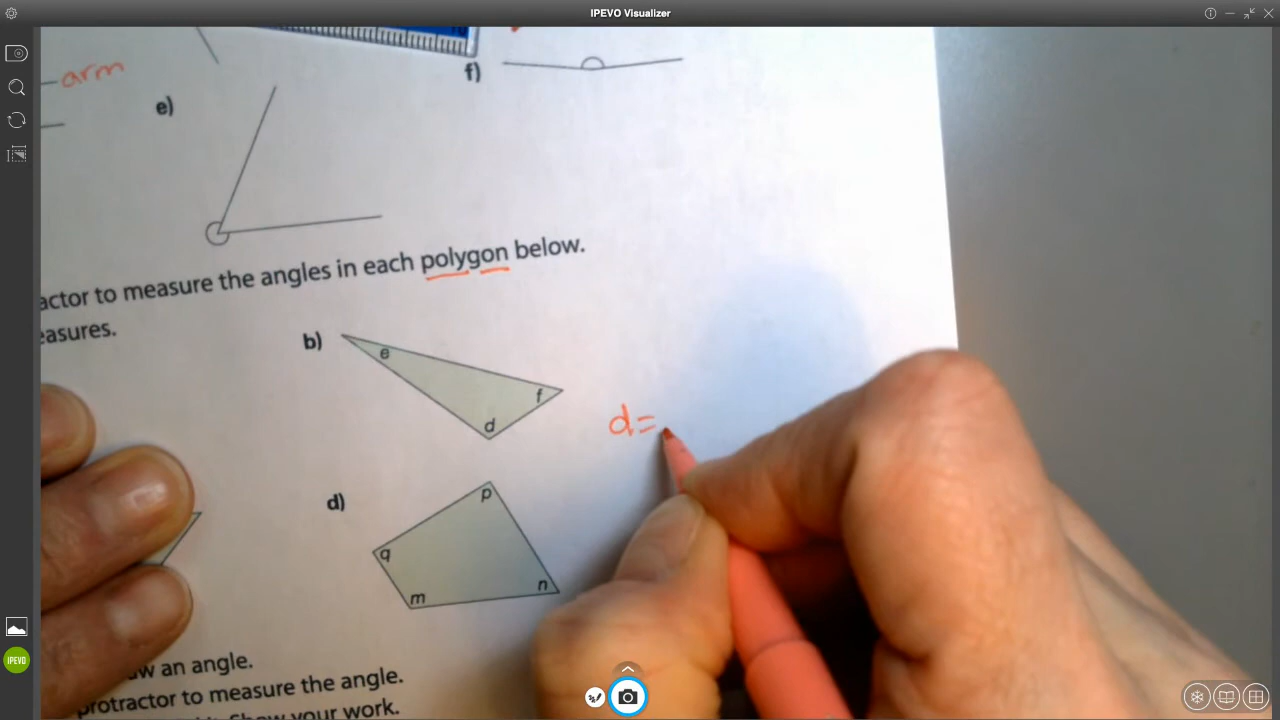 IPEVO Visualizer
arm
f)
e)
actor to measure the angles in each polygon below.
easures.
b)
e
f
d
d=
d)
p
q
n
m
w an angle.
protractor to measure the angle.
your work.
IPEVO